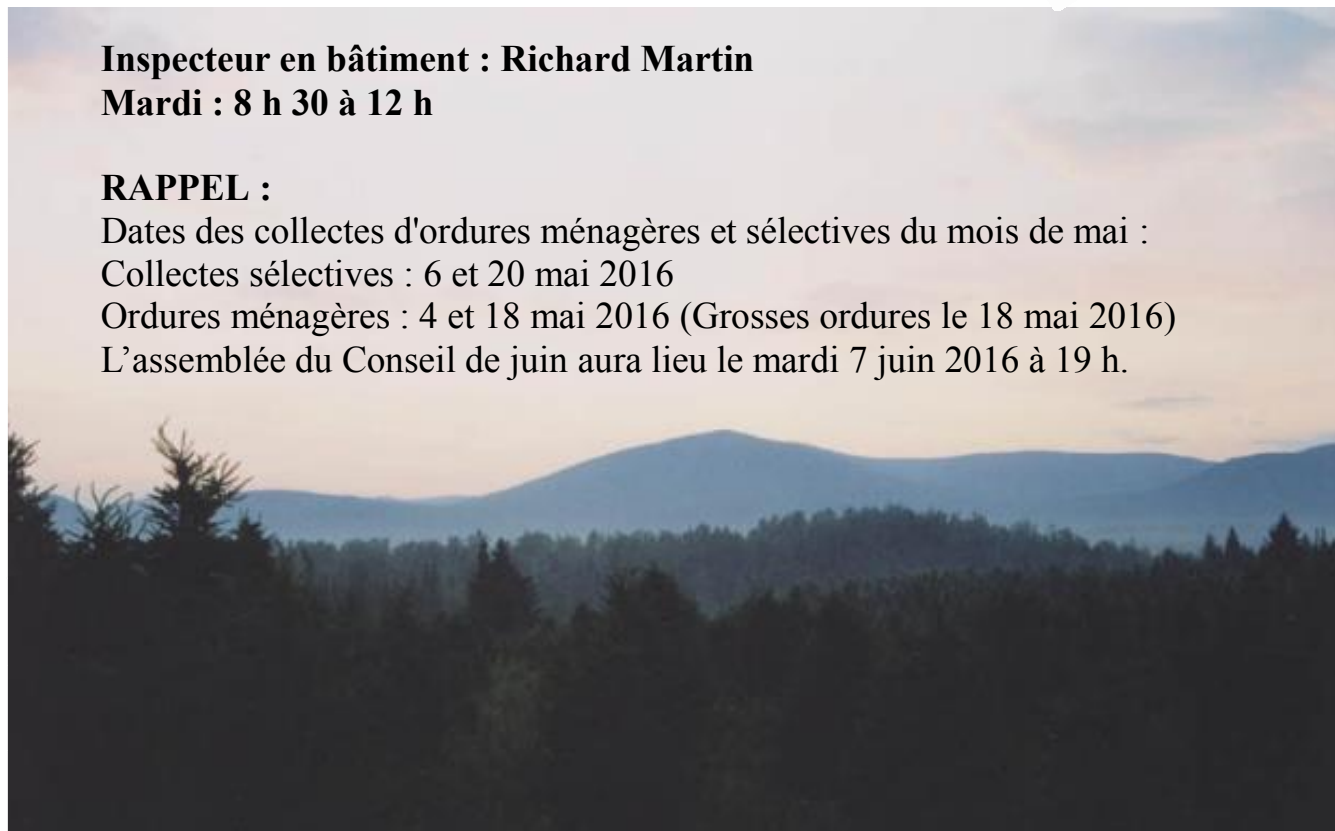 Inspecteur en bâtiment : Richard Martin
Mardi : 8 h 30 à 12 h
RAPPEL :
Dates des collectes d'ordures ménagères et sélectives du mois de mai :
Collectes sélectives : 6 et 20 mai 2016
Ordures ménagères : 4 et 18 mai 2016 (Grosses ordures le 18 mai 2016)
L’assemblée du Conseil de juin aura lieu le mardi 7 juin 2016 à 19 h.